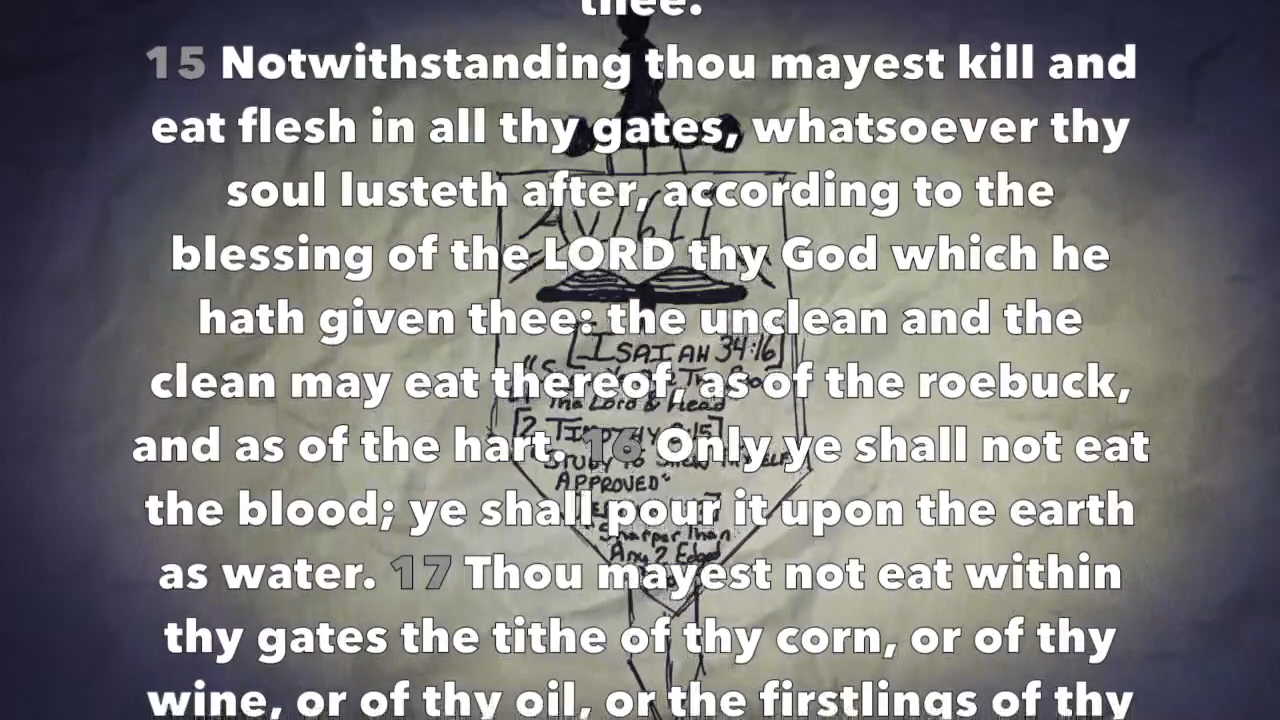 thee.
15 Notwithstanding thou mayest kill and
eat flesh in all thy gates, whatsoever thy
soul lusteth after, according to the
blessing of the LORD thy God which he
hath given thee: the unclean and the
clean may eat thereof, as of the roebuck,
and as of the hart. 16 Only ye shall not eat
the blood; ye shall pour it upon the earth
as water. 17 Thou mayest not eat within
thy gates the tithe of thy corn, or of thy
wine, or of thy oil, or the firstlings of thy
AV1611
[ISAIAH 34:16]
The Lord & Head
[2 TIMOTHY 2:15]
STUDY TO SHEW THYSELF
APPROVED"
Sharper than
Any 2 Edged